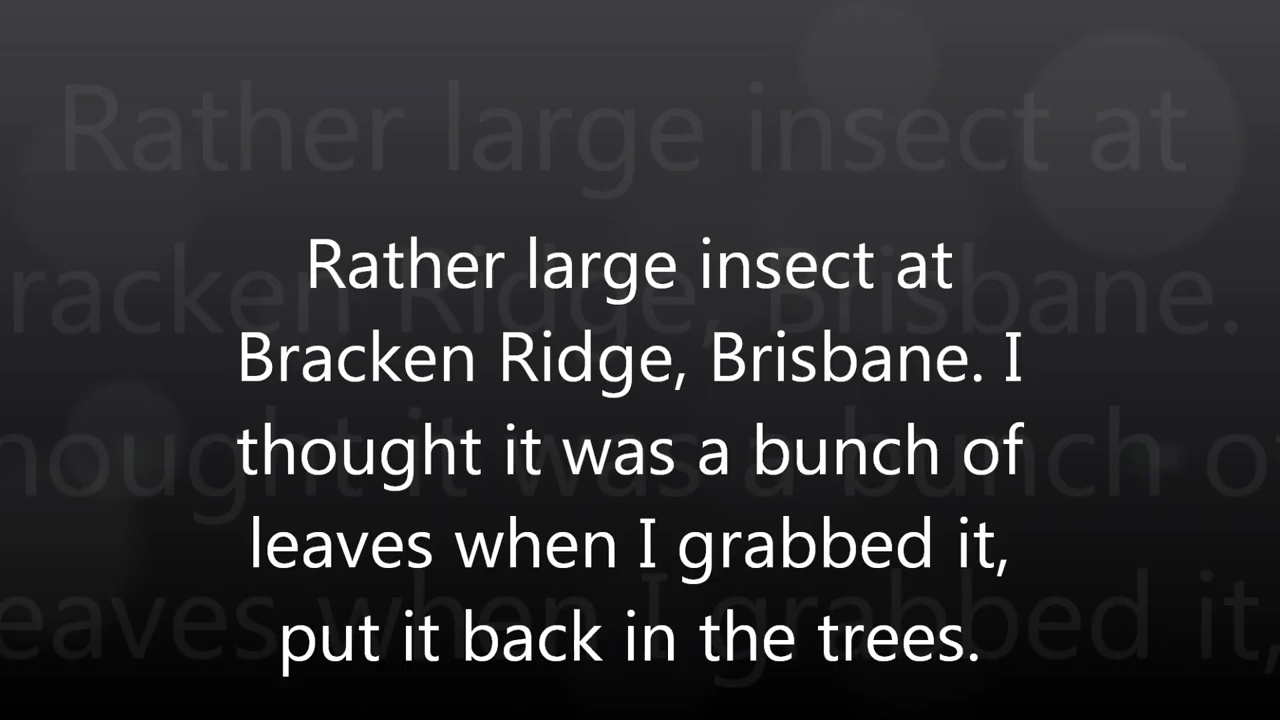 Rather large insect at
Bracken Ridge, Brisbane. I
thought it was a bunch of
leaves when I grabbed it,
put it back in the trees.